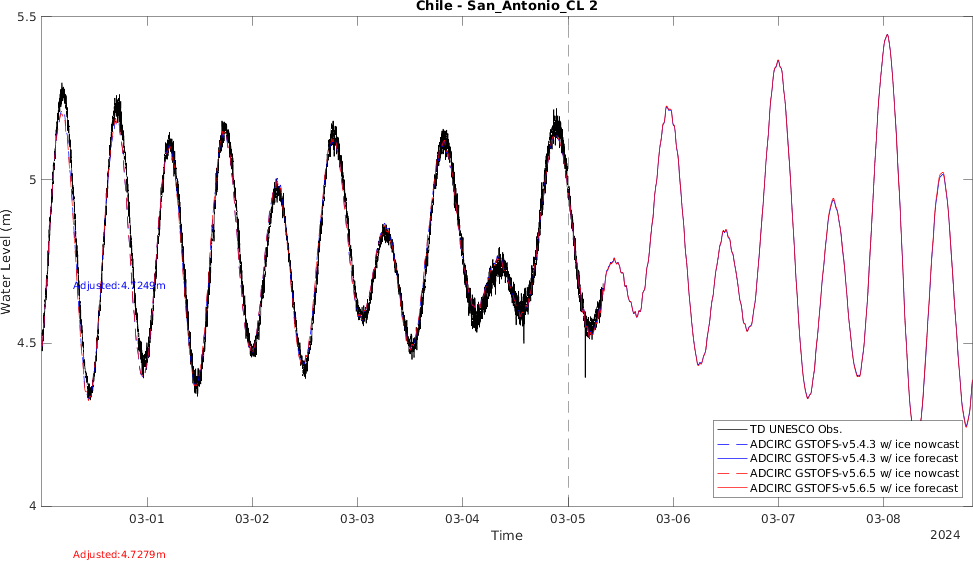 Chile - San_Antonio_CL 2
5.5
5
4.5
4
Water Level (m)
Adjusted:4.7249m
TD UNESCO Obs.
ADCIRC GSTOFS-v5.4.3 w/ ice nowcast
ADCIRC GSTOFS-v5.4.3 w/ ice forecast
ADCIRC GSTOFS-v5.6.5 w/ ice nowcast
ADCIRC GSTOFS-v5.6.5 w/ ice forecast
03-01 03-02 03-03 03-04 03-05 03-06 03-07 03-08
Time
2024
Adjusted:4.7279m